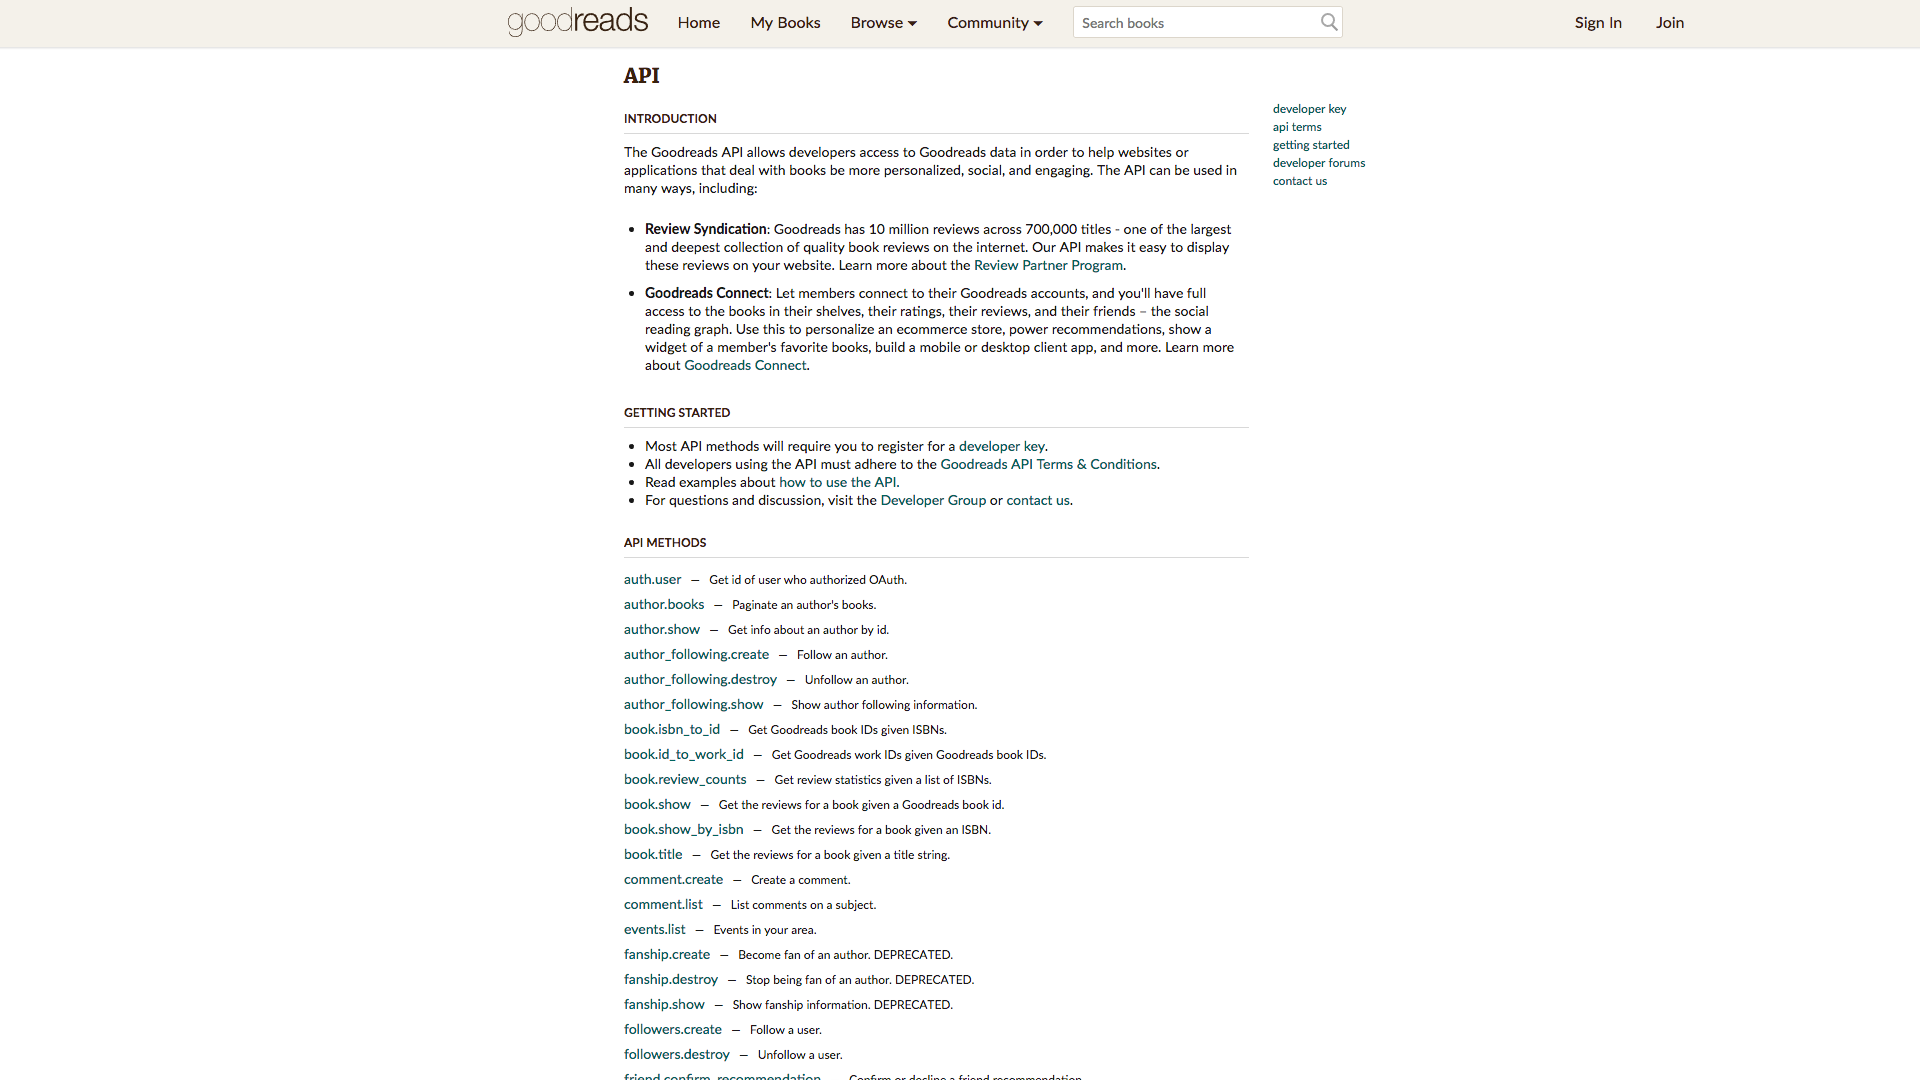 goodreads Home My Books Browse Community Search books Sign In Join
API
INTRODUCTION
The Goodreads API allows developers access to Goodreads data in order to help websites or
applications that deal with books be more personalized, social, and engaging. The API can be used in
many ways, including:
Review Syndication: Goodreads has 10 million reviews across 700,000 titles - one of the largest
and deepest collection of quality book reviews on the internet. Our API makes it easy to display
these reviews on your website. Learn more about the Review Partner Program.
Goodreads Connect: Let members connect to their Goodreads accounts, and you'll have full
access to the books in their shelves, their ratings, their reviews, and their friends – the social
reading graph. Use this to personalize an ecommerce store, power recommendations, show a
widget of a member's favorite books, build a mobile or desktop client app, and more. Learn more
about Goodreads Connect.
GETTING STARTED
Most API methods will require you to register for a developer key.
All developers using the API must adhere to the Goodreads API Terms & Conditions.
Read examples about how to use the API.
For questions and discussion, visit the Developer Group or contact us.
API METHODS
auth.user — Get id of user who authorized OAuth.
author.books — Paginate an author's books.
author.show — Get info about an author by id.
author_following.create — Follow an author.
author_following.destroy — Unfollow an author.
author_following.show — Show author following information.
book.isbn_to_id — Get Goodreads book IDs given ISBNs.
book.id_to_work_id — Get Goodreads work IDs given Goodreads book IDs.
book.review_counts — Get review statistics given a list of ISBNs.
book.show — Get the reviews for a book given a Goodreads book id.
book.show_by_isbn — Get the reviews for a book given an ISBN.
book.title — Get the reviews for a book given a title string.
comment.create — Create a comment.
comment.list — List comments on a subject.
events.list — Events in your area.
fanship.create — Become fan of an author. DEPRECATED.
fanship.destroy — Stop being fan of an author. DEPRECATED.
fanship.show — Show fanship information. DEPRECATED.
followers.create — Follow a user.
followers.destroy — Unfollow a user.
friend.confirm_recommendation — Confirm or decline a friend recommendation.
developer key
api terms
getting started
developer forums
contact us